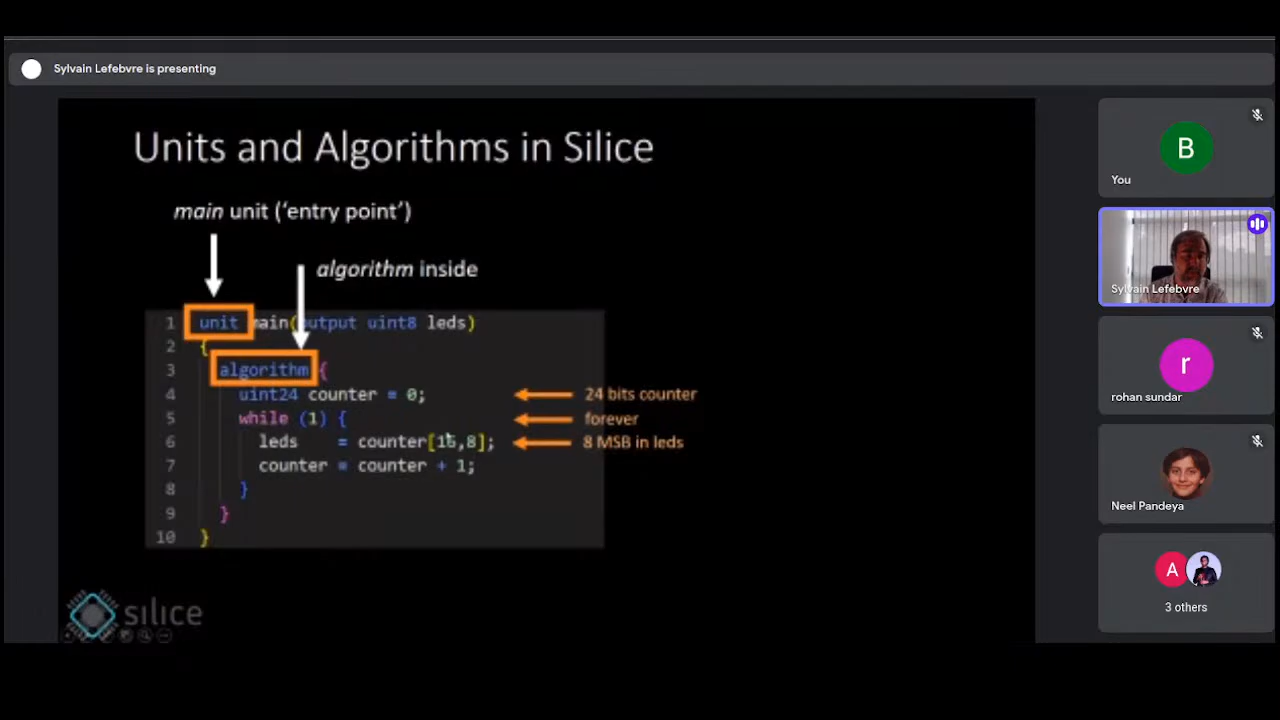 Sylvain Lefebvre is presenting
Units and Algorithms in Silice
main unit (‘entry point’)
algorithm inside
1 unit main(output uint8 leds)
2 {
3 algorithm {
4 uint24 counter = 0;
24 bits counter
5 while (1) {
forever
6 leds = counter[16,8];
8 MSB in leds
7 counter = counter + 1;
8 }
9 }
10 }
silice
B
You
Sylvain Lefebvre
r
rohan sundar
Neel Pandeya
A
3 others